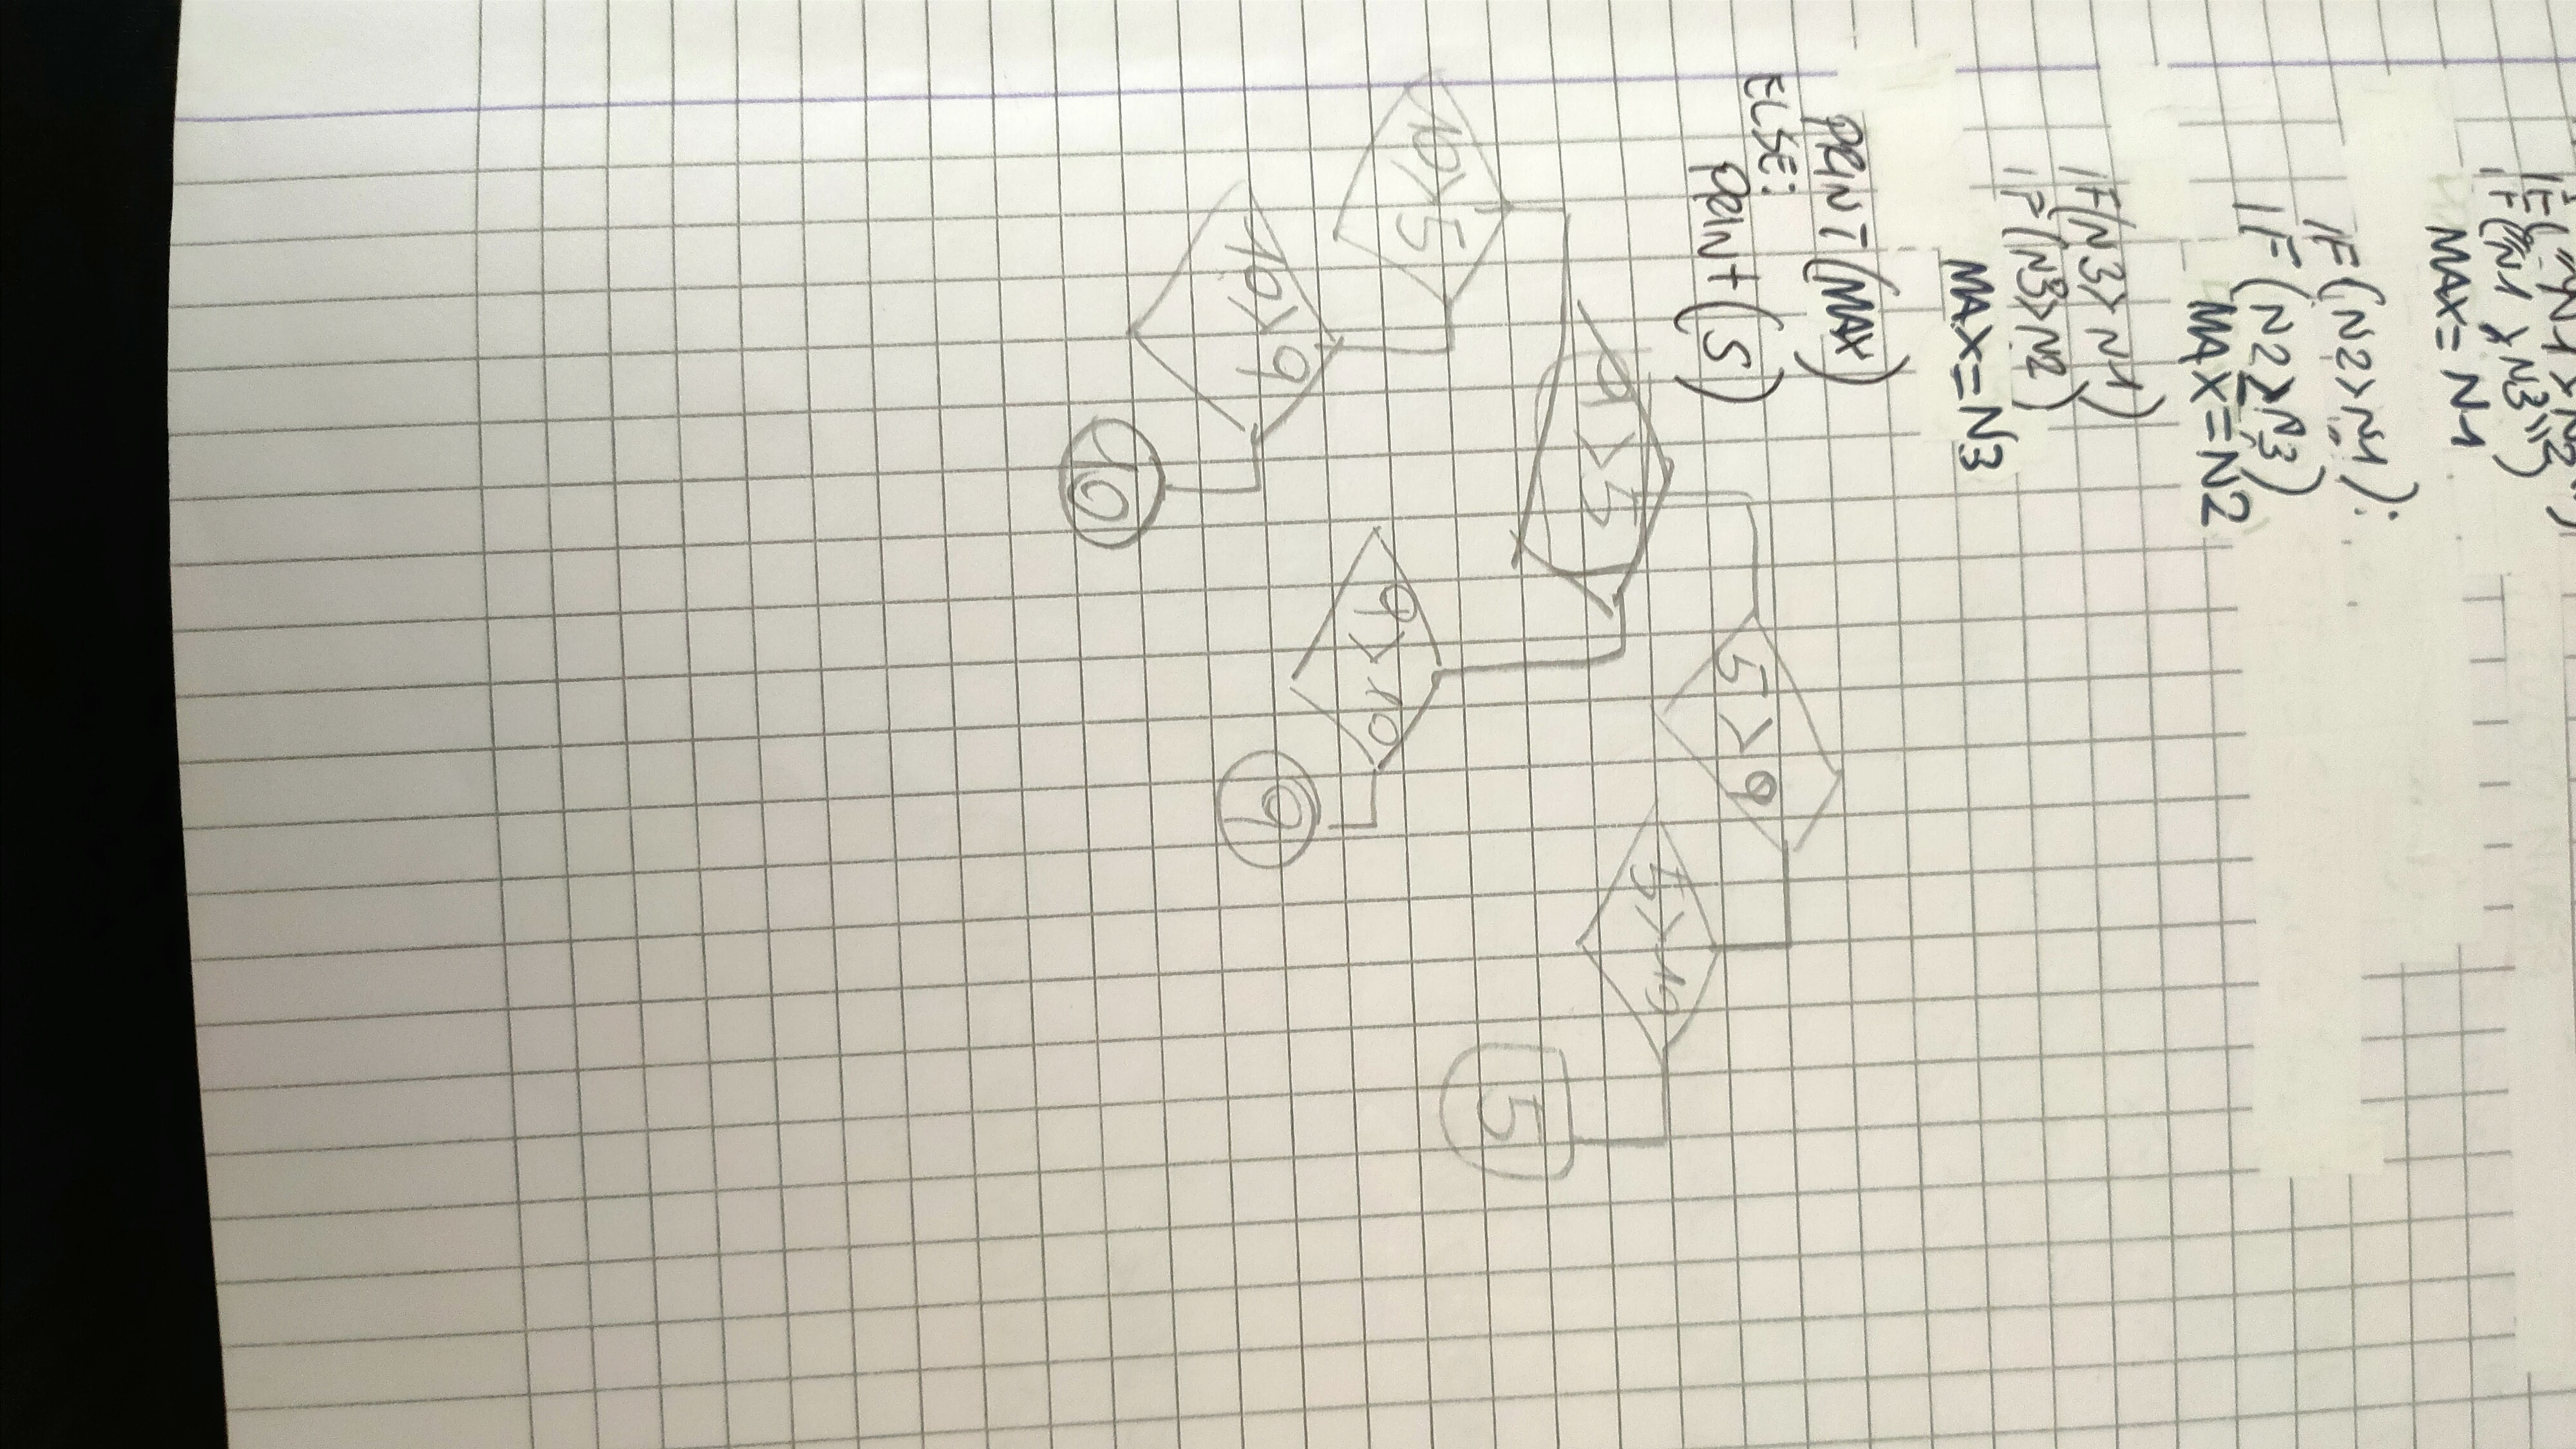 IF(N1>N2
IF(N1>N3)
MAX=N1
IF(N2>N1):
IF(N2>N3)
MAX=N2
IF(N3>N1)
IF(N3>N2)
MAX=N3
PRINT(MAX)
ELSE:
PRINT(S)
5>9
9>5
5>10
10>5
9>10
5
10>9
9
10